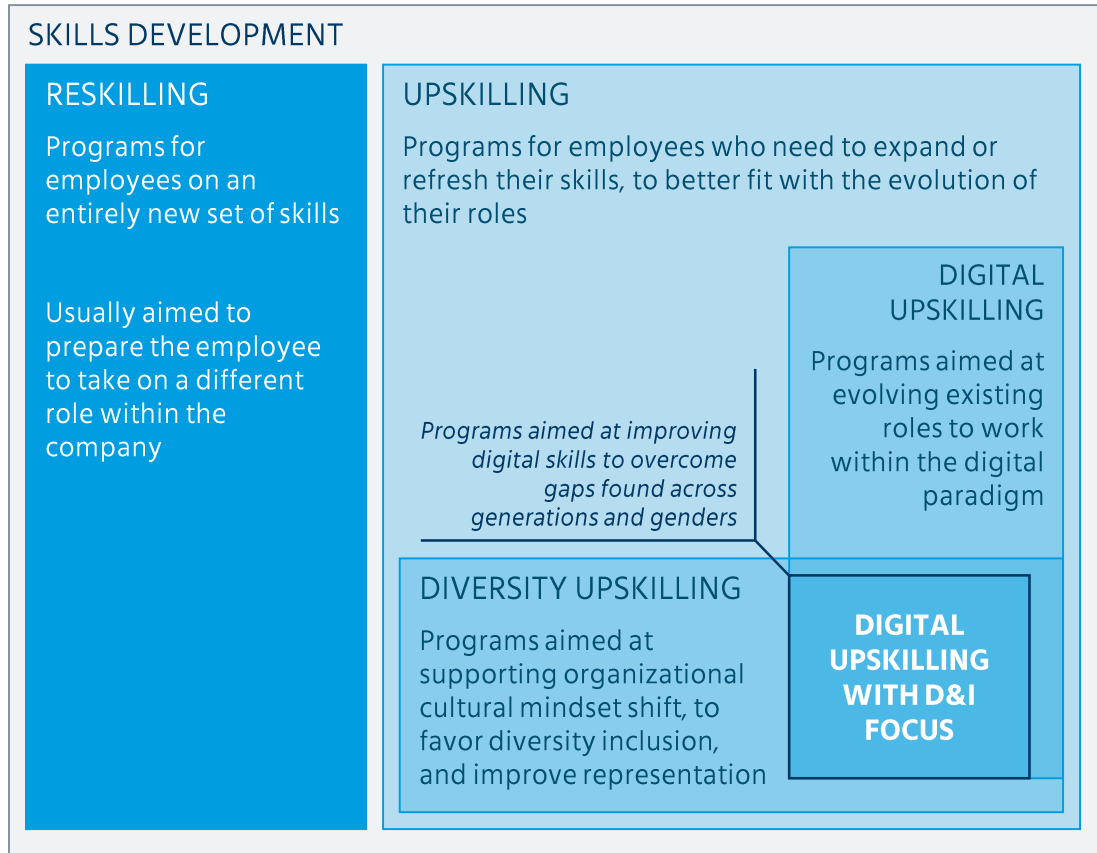 SKILLS DEVELOPMENT
RESKILLING
Programs for
employees on an
entirely new set of skills
Usually aimed to
prepare the employee
to take on a different
role within the
company
UPSKILLING
Programs for employees who need to expand or
refresh their skills, to better fit with the evolution of
their roles
DIGITAL
UPSKILLING
Programs aimed at
evolving existing
roles to work
within the digital
paradigm
Programs aimed at improving
digital skills to overcome
gaps found across
generations and genders
DIVERSITY UPSKILLING
Programs aimed at
supporting organizational
cultural mindset shift, to
favor diversity inclusion,
and improve representation
DIGITAL
UPSKILLING
WITH D&I
FOCUS